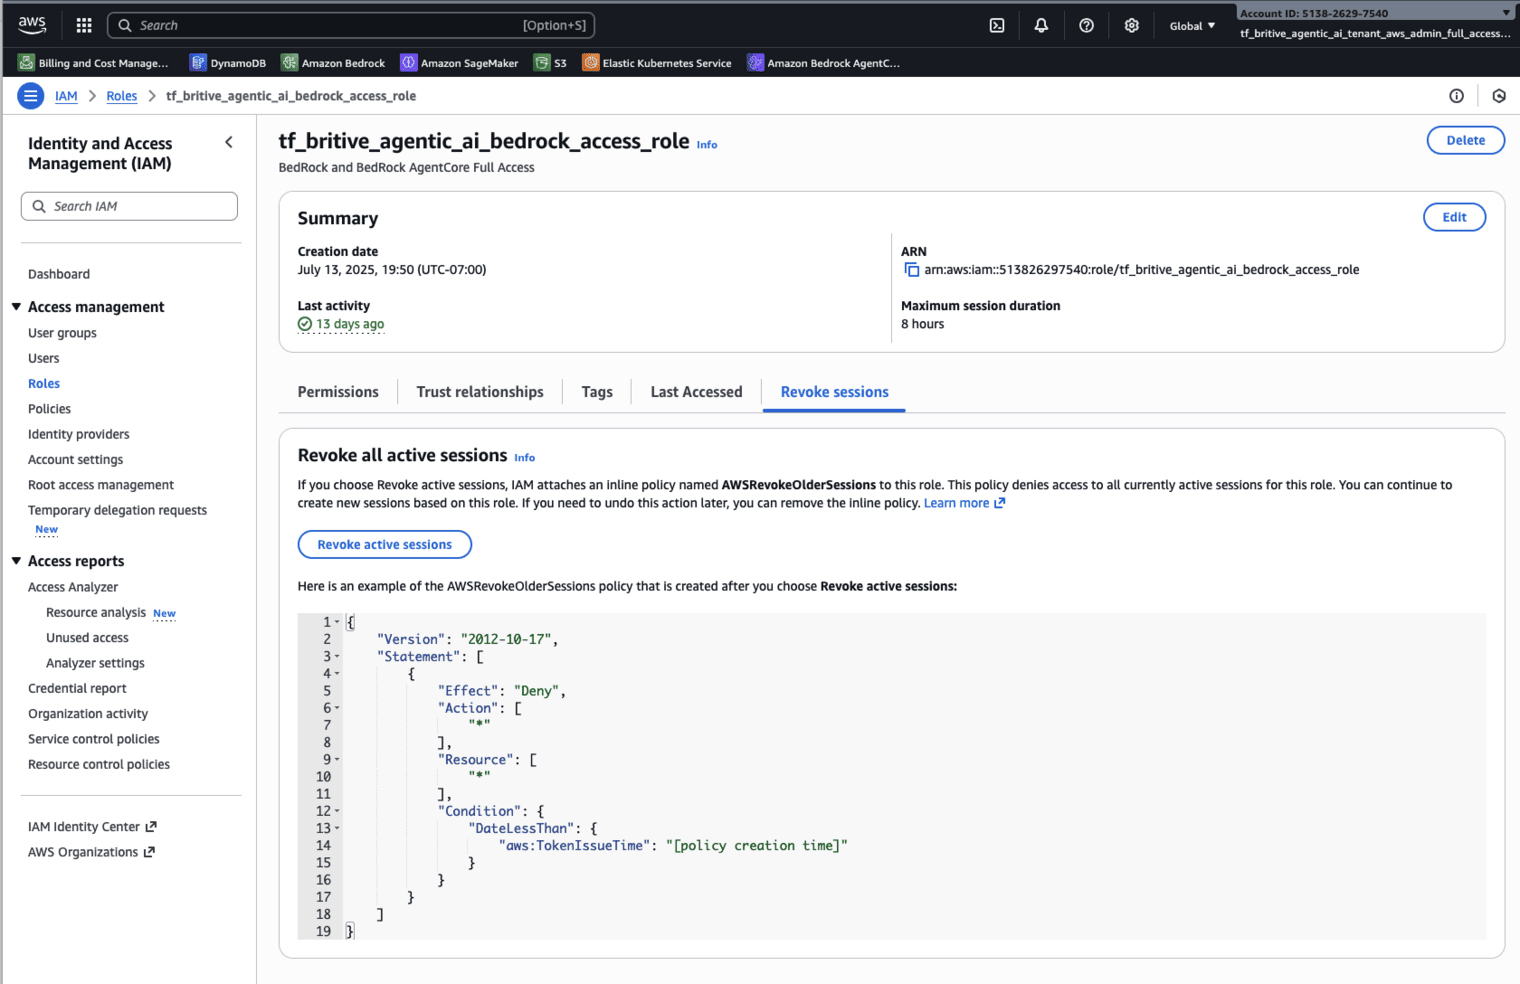 aws
Search
[Option+S]
Global
Account ID: 5138-2629-7540
tf_britive_agentic_ai_tenant_aws_admin_full_access...
Billing and Cost Manage...
DynamoDB
Amazon Bedrock
Amazon SageMaker
S3
Elastic Kubernetes Service
Amazon Bedrock AgentC...
IAM
Roles
tf_britive_agentic_ai_bedrock_access_role
Identity and Access
Management (IAM)
Search IAM
Dashboard
Access management
User groups
Users
Roles
Policies
Identity providers
Account settings
Root access management
Temporary delegation requests
New
Access reports
Access Analyzer
Resource analysis New
Unused access
Analyzer settings
Credential report
Organization activity
Service control policies
Resource control policies
IAM Identity Center
AWS Organizations
tf_britive_agentic_ai_bedrock_access_role Info
BedRock and BedRock AgentCore Full Access
Delete
Summary
Edit
Creation date
July 13, 2025, 19:50 (UTC-07:00)
Last activity
13 days ago
ARN
arn:aws:iam::513826297540:role/tf_britive_agentic_ai_bedrock_access_role
Maximum session duration
8 hours
Permissions
Trust relationships
Tags
Last Accessed
Revoke sessions
Revoke all active sessions Info
If you choose Revoke active sessions, IAM attaches an inline policy named AWSRevokeOlderSessions to this role. This policy denies access to all currently active sessions for this role. You can continue to
create new sessions based on this role. If you need to undo this action later, you can remove the inline policy. Learn more
Revoke active sessions
Here is an example of the AWSRevokeOlderSessions policy that is created after you choose Revoke active sessions:
1 {
2 "Version": "2012-10-17",
3 "Statement": [
4 {
5 "Effect": "Deny",
6 "Action": [
7 "*"
8 ],
9 "Resource": [
10 "*"
11 ],
12 "Condition": {
13 "DateLessThan": {
14 "aws:TokenIssueTime": "[policy creation time]"
15 }
16 }
17 }
18 ]
19 }